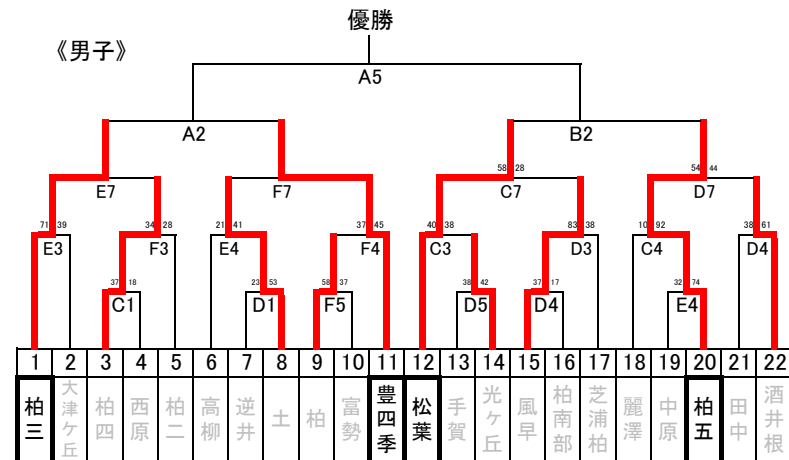 優勝
《男子》
A5
A2 B2
58 28 54 44
E7 F7 C7 D7
71 39 34 28 21 41 37 45 40 38 83 38 10 92 38 61
E3 F3 E4 F4 C3 D3 C4 D4
37 18 23 53 58 37 38 42 37 17 32 74
C1 D1 F5 D5 D4 E4
1 2 3 4 5 6 7 8 9 10 11 12 13 14 15 16 17 18 19 20 21 22
柏三 大津ケ丘 柏四 西原 柏二 高柳 逆井 土 柏 富勢 豊四季 松葉 手賀 光ヶ丘 風早 柏南部 芝浦柏 麗澤 中原 柏五 田中 酒井根